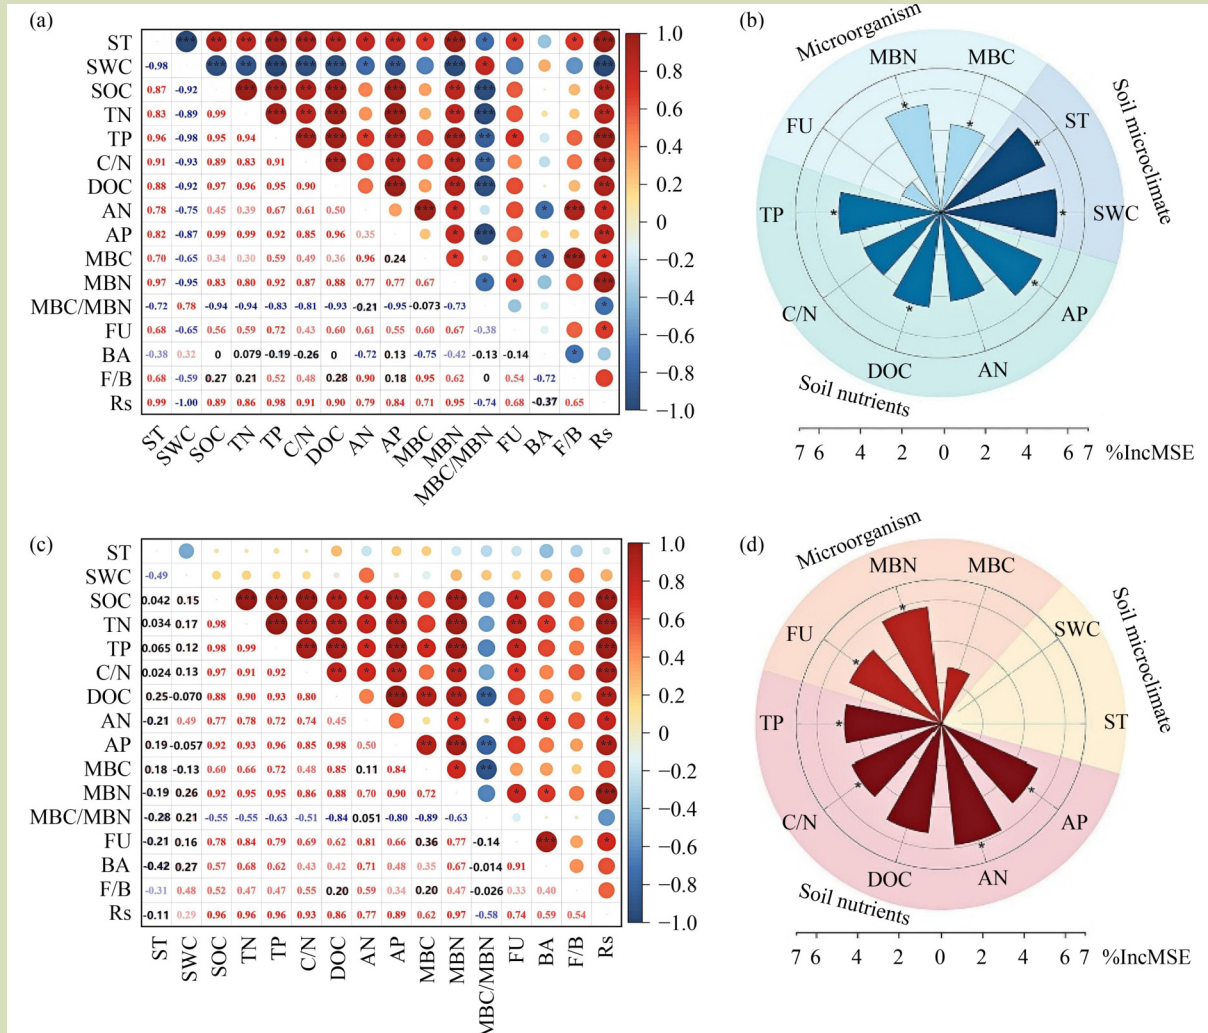 (a)
ST
SWC -0.98
SOC 0.87 -0.92
TN 0.83 -0.89 0.99
TP 0.96 -0.98 0.95 0.94
C/N 0.91 -0.93 0.89 0.83 0.91
DOC 0.88 -0.92 0.97 0.96 0.95 0.90
AN 0.78 -0.75 0.45 0.39 0.67 0.61 0.50
AP 0.82 -0.87 0.99 0.99 0.92 0.85 0.96 0.35
MBC 0.70 -0.65 0.34 0.30 0.59 0.49 0.36 0.96 0.24
MBN 0.97 -0.95 0.83 0.80 0.92 0.87 0.88 0.77 0.77 0.67
MBC/MBN -0.72 0.78 -0.94 -0.94 -0.83 -0.81 -0.93 -0.21 -0.95 -0.073 -0.73
FU 0.68 -0.65 0.56 0.59 0.72 0.43 0.60 0.61 0.55 0.60 0.67 -0.38
BA -0.38 0.32 0 0.079 -0.19 -0.26 0 -0.72 0.13 -0.75 -0.42 -0.13 -0.14
F/B 0.68 -0.59 0.27 0.21 0.52 0.48 0.28 0.90 0.18 0.95 0.62 0 0.54 -0.72
Rs 0.99 -1.00 0.89 0.86 0.98 0.91 0.90 0.79 0.84 0.71 0.95 -0.74 0.68 -0.37 0.65
ST SWC SOC TN TP C/N DOC AN AP MBC MBN MBC/MBN FU BA F/B Rs
1.0
0.8
0.6
0.4
0.2
0
−0.2
−0.4
−0.6
−0.8
−1.0
(b)
Microorganism
Soil microclimate
Soil nutrients
MBN
MBC
ST
SWC
AP
AN
DOC
C/N
TP
FU
7 6 4 2 0 2 4 6 7 %IncMSE
(c)
ST
SWC -0.49
SOC 0.042 0.15
TN 0.034 0.17 0.98
TP 0.065 0.12 0.98 0.99
C/N 0.024 0.13 0.97 0.91 0.92
DOC 0.25 -0.070 0.88 0.90 0.93 0.80
AN -0.21 0.49 0.77 0.78 0.72 0.74 0.45
AP 0.19 -0.057 0.92 0.93 0.96 0.85 0.98 0.50
MBC 0.18 -0.13 0.60 0.66 0.72 0.48 0.85 0.11 0.84
MBN -0.19 0.26 0.92 0.95 0.95 0.86 0.88 0.70 0.90 0.72
MBC/MBN -0.28 0.21 -0.55 -0.55 -0.63 -0.51 -0.84 0.051 -0.80 -0.89 -0.63
FU -0.21 0.16 0.78 0.84 0.79 0.69 0.62 0.81 0.66 0.36 0.77 -0.14
BA -0.42 0.27 0.57 0.68 0.62 0.43 0.42 0.71 0.48 0.35 0.67 -0.014 0.91
F/B -0.31 0.48 0.52 0.47 0.47 0.55 0.20 0.59 0.34 0.20 0.47 -0.026 0.33 0.40
Rs -0.11 0.29 0.96 0.96 0.96 0.93 0.86 0.77 0.89 0.62 0.97 -0.58 0.74 0.59 0.54
ST SWC SOC TN TP C/N DOC AN AP MBC MBN MBC/MBN FU BA F/B Rs
1.0
0.8
0.6
0.4
0.2
0
−0.2
−0.4
−0.6
−0.8
−1.0
(d)
Microorganism
Soil microclimate
Soil nutrients
MBN
MBC
SWC
ST
AP
AN
DOC
C/N
TP
FU
7 6 4 2 0 2 4 6 7 %IncMSE